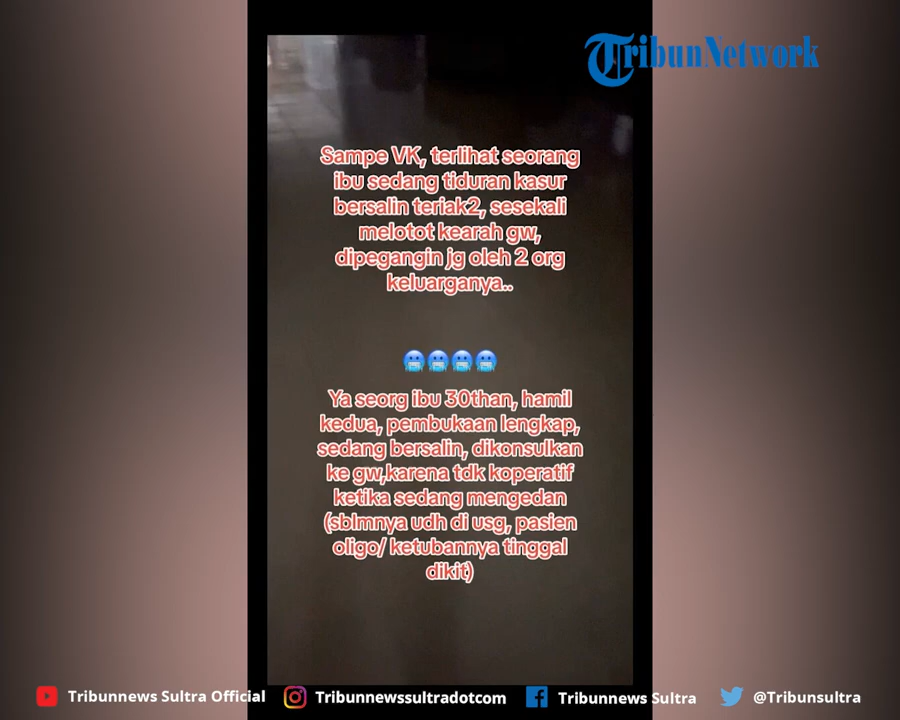 TribunNetwork
Sampe VK, terlihat seorang
ibu sedang tiduran kasur
bersalin teriak2, sesekali
melotot kearah gw,
dipegangin jg oleh 2 org
keluarganya..
🥶🥶🥶🥶
Ya seorg ibu 30than, hamil
kedua, pembukaan lengkap,
sedang bersalin, dikonsulkan
ke gw,karena tdk koperatif
ketika sedang mengedan
(sblmnya udh di usg, pasien
oligo/ ketubannya tinggal
dikit)
Tribunnews Sultra Official Tribunnewssultradotcom Tribunnews Sultra @Tribunsultra